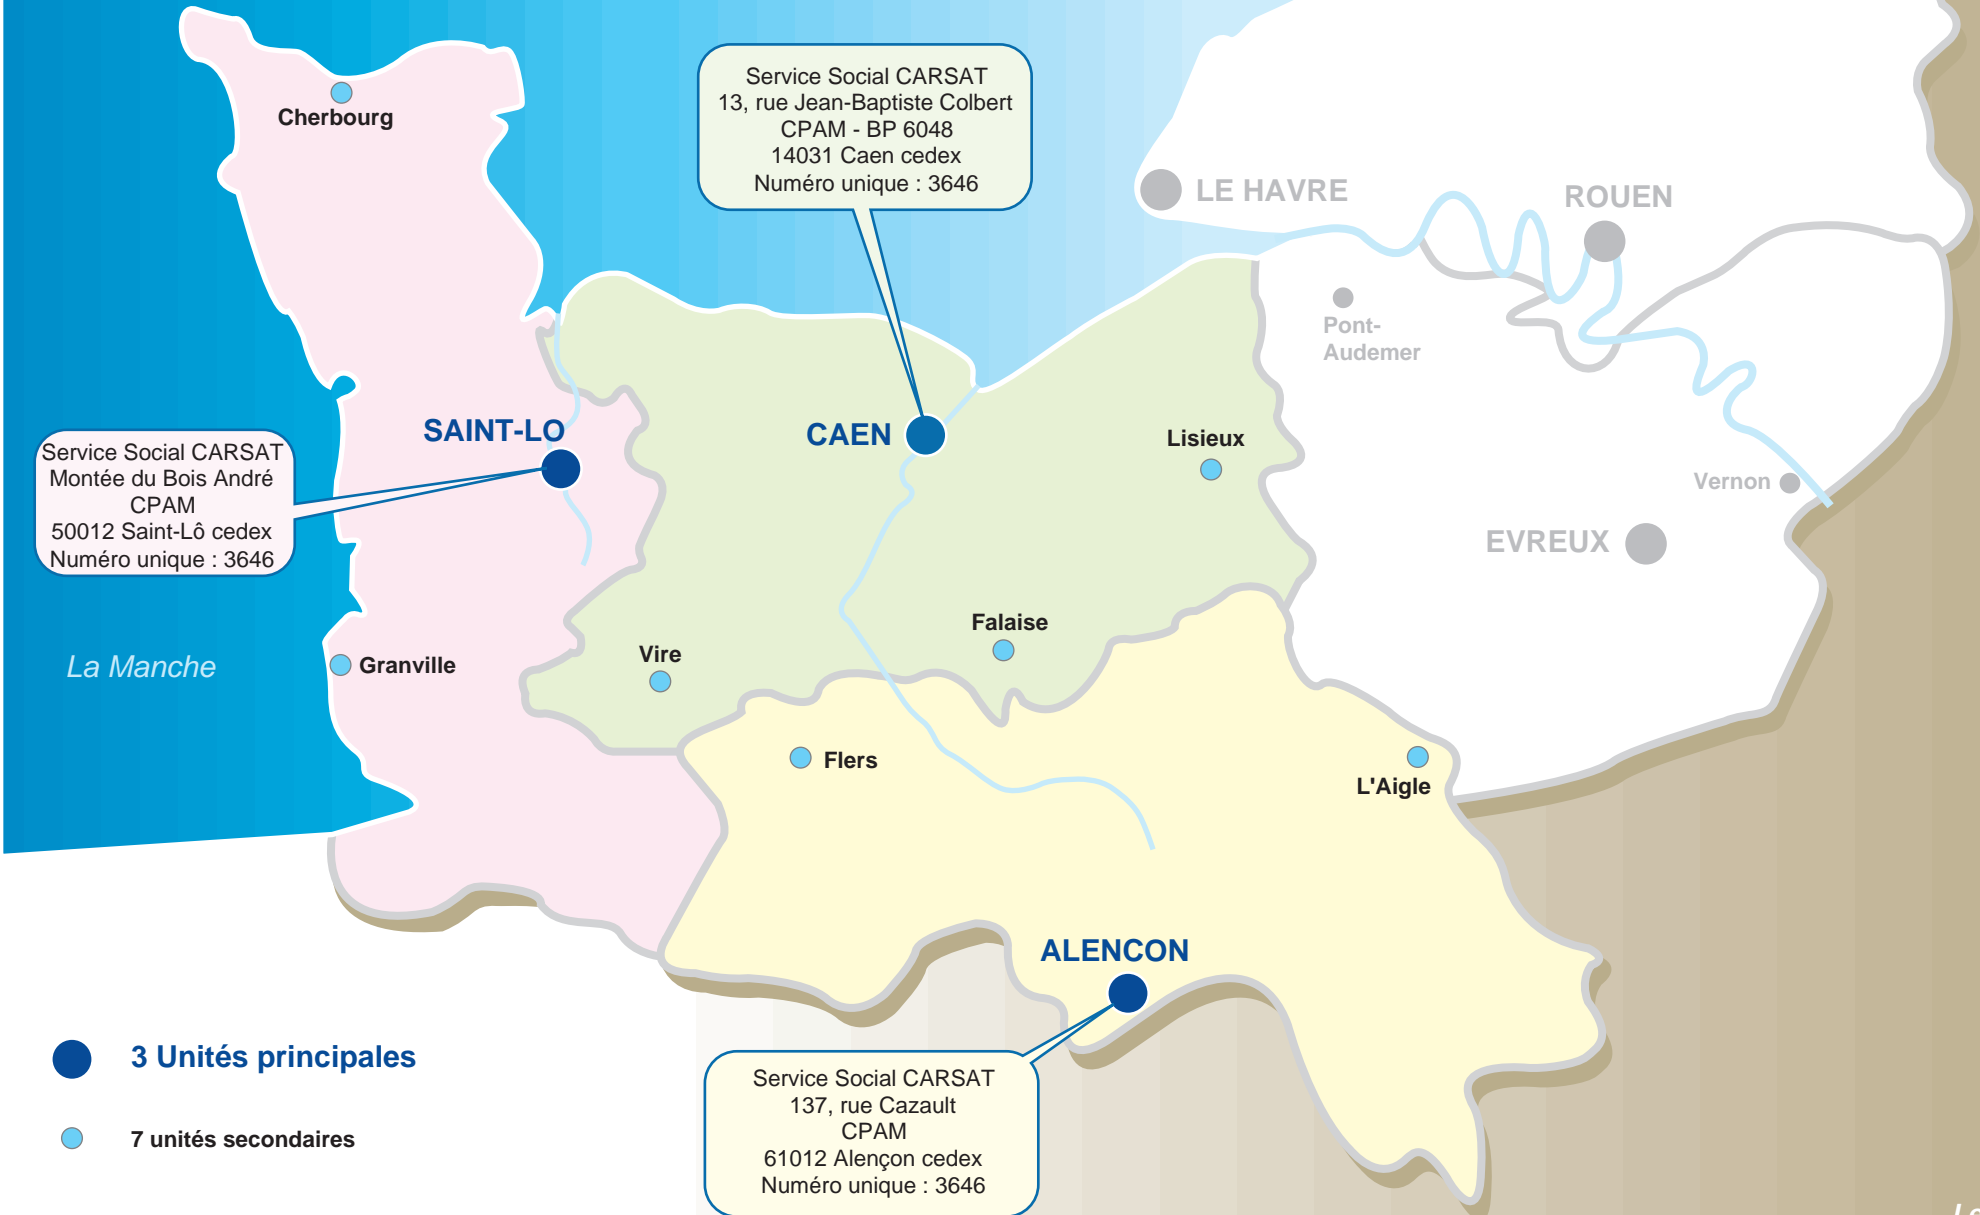 Service Social CARSAT
13, rue Jean-Baptiste Colbert
CPAM - BP 6048
14031 Caen cedex
Numéro unique : 3646
Cherbourg
LE HAVRE
ROUEN
Pont-
Audemer
SAINT-LO
CAEN
Lisieux
Service Social CARSAT
Montée du Bois André
CPAM
50012 Saint-Lô cedex
Numéro unique : 3646
Vernon
EVREUX
La Manche
Granville
Vire
Falaise
Flers
L'Aigle
ALENCON
3 Unités principales
7 unités secondaires
Service Social CARSAT
137, rue Cazault
CPAM
61012 Alençon cedex
Numéro unique : 3646